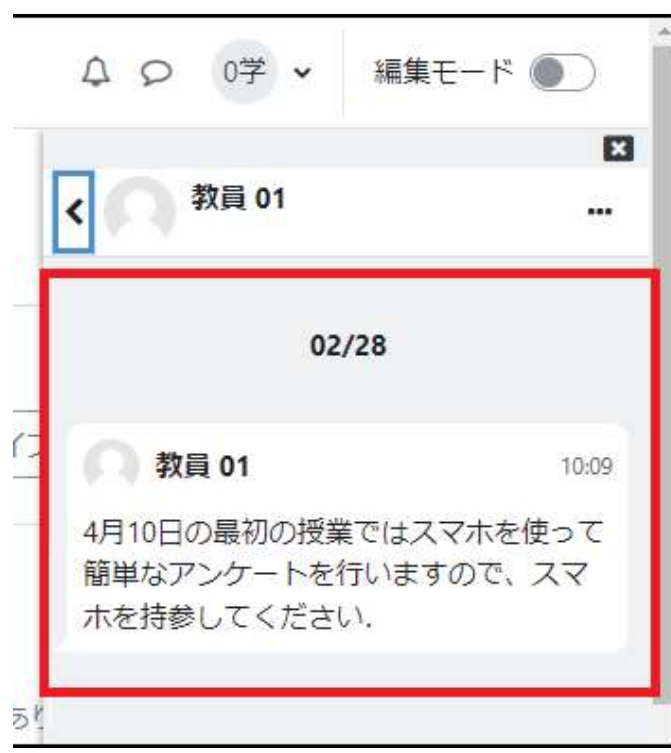 0学
編集モード
教員 01
02/28
教員 01
10:09
4月10日の最初の授業ではスマホを使って
簡単なアンケートを行いますので、スマ
ホを持参してください.
あり